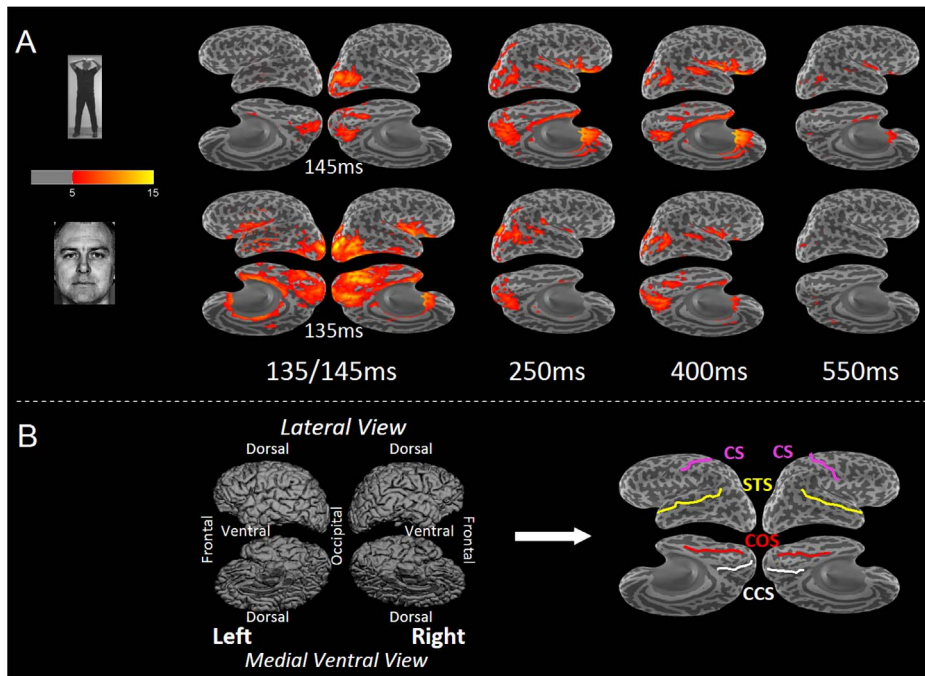 A
145ms
5 15
135ms
135/145ms 250ms 400ms 550ms
B
Lateral View
Dorsal Dorsal
CS CS
STS
Frontal Ventral Occipital Ventral Frontal
COS
CCS
Dorsal Dorsal
Left Right
Medial Ventral View